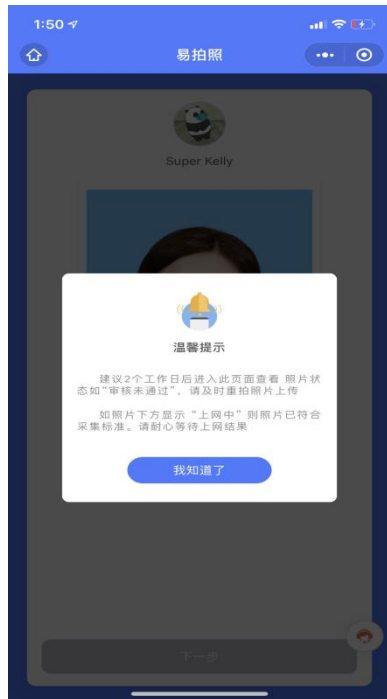 1:50
易拍照
Super Kelly
温馨提示
建议2个工作日后进入此页面查看 照片状
态如“审核未通过”，请及时重拍照片上传
如照片下方显示“上网中”则照片已符合
采集标准。请耐心等待上网结果
我知道了
下一步